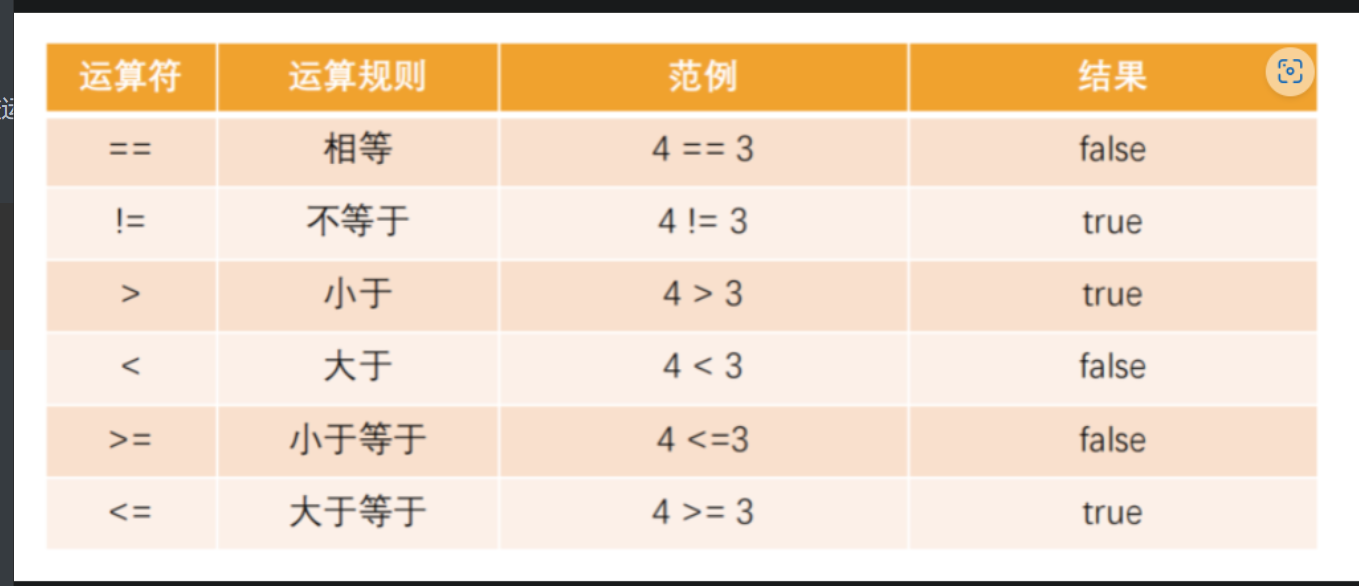 运算符 运算规则 范例 结果
== 相等 4 == 3 false
!= 不等于 4 != 3 true
> 小于 4 > 3 true
< 大于 4 < 3 false
>= 小于等于 4 <=3 false
<= 大于等于 4 >= 3 true